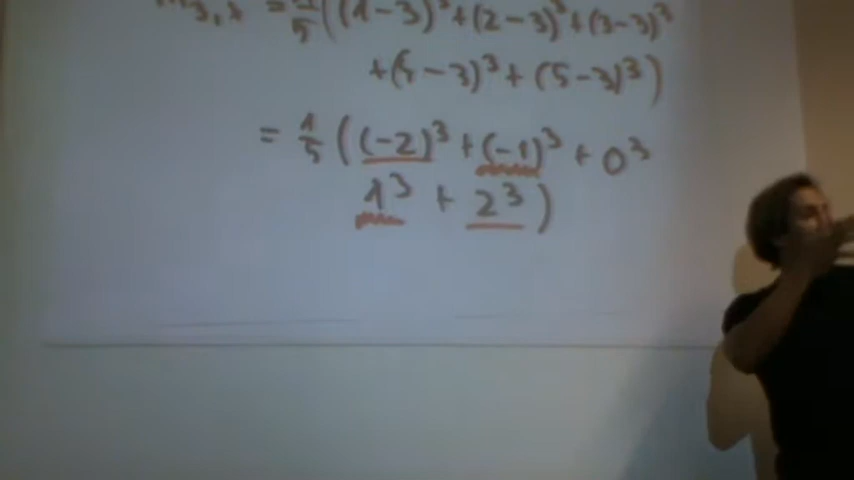 m₃,ₓ = 1/5 ((1-3)³ + (2-3)³ + (3-3)³
+ (4-3)³ + (5-3)³)
= 1/5 ((-2)³ + (-1)³ + 0³
1³ + 2³)